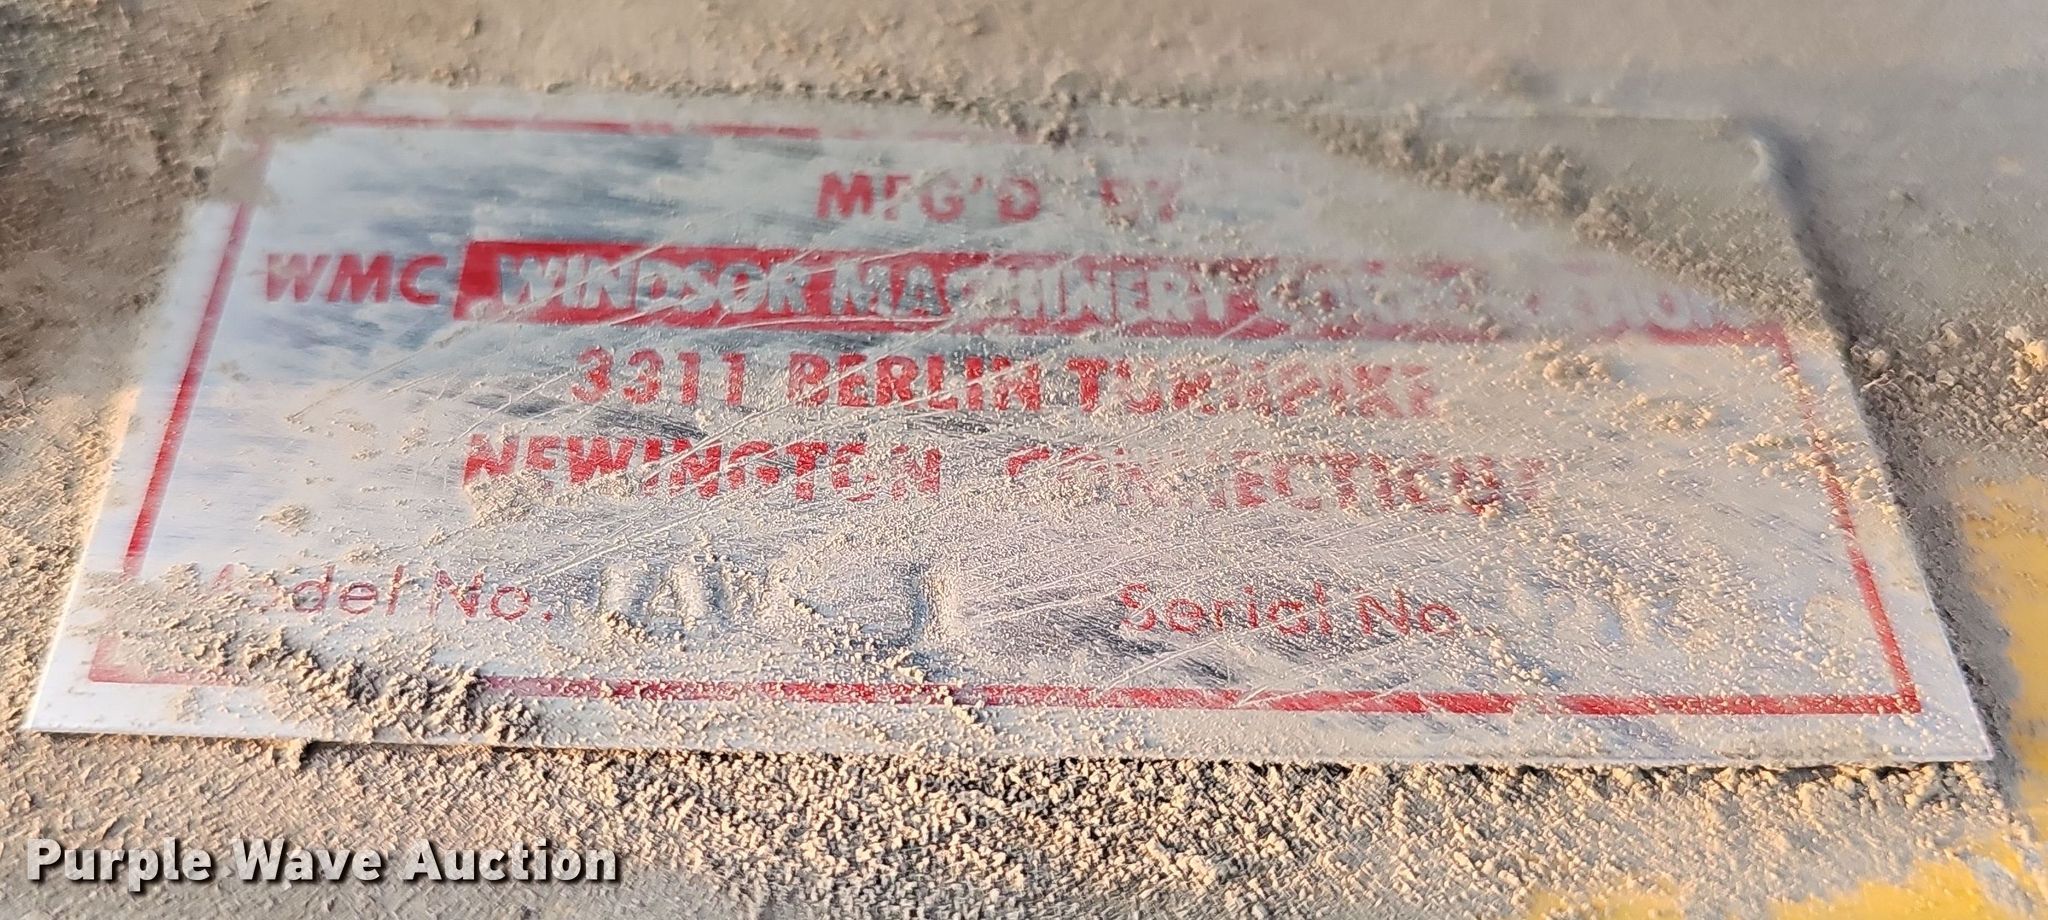 MFG'D BY
WMC WINDSOR MACHINERY CORPORATION
3311 BERLIN TURNPIKE
NEWINGTON, CONNECTICUT
Model No. Serial No.
Purple Wave Auction